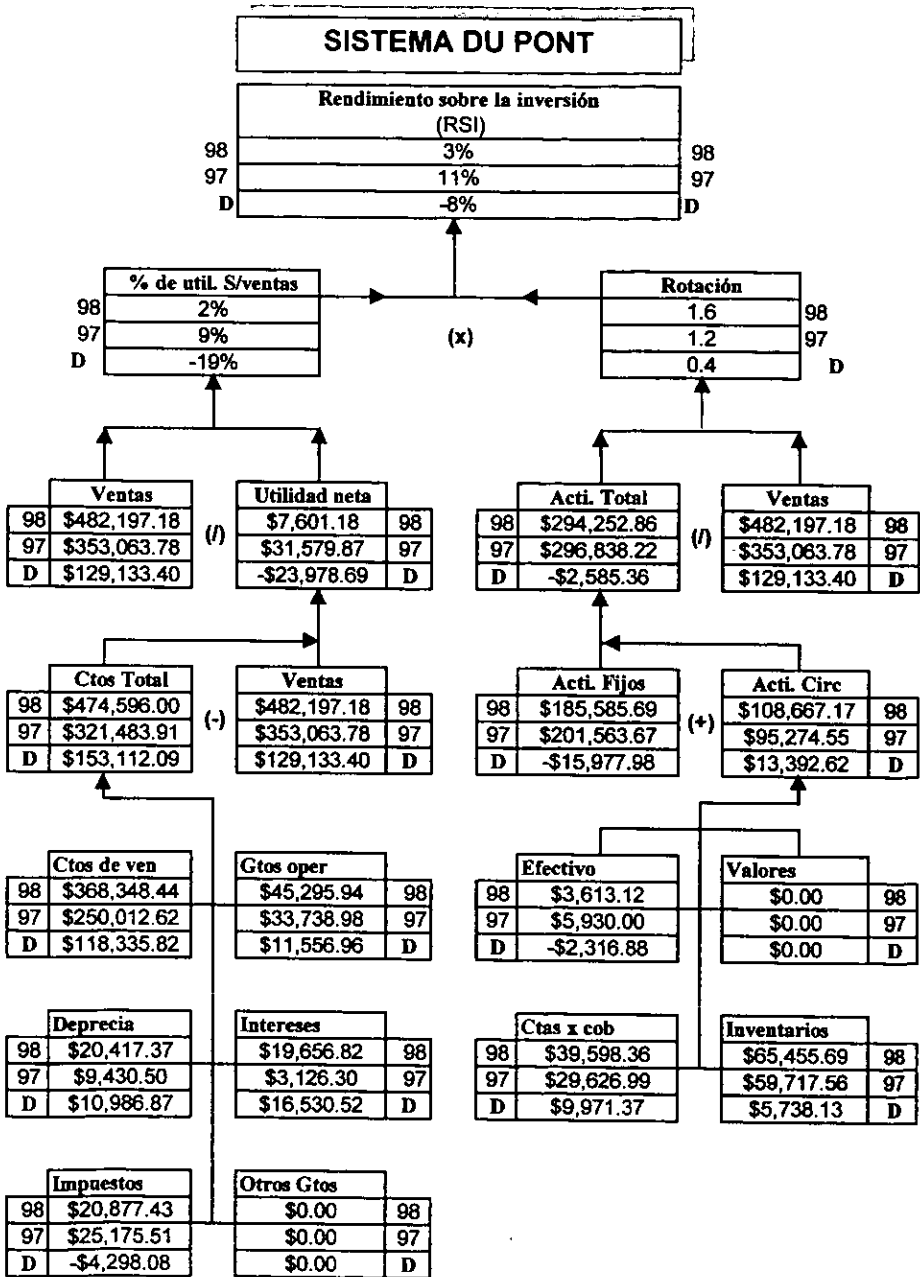 SISTEMA DU PONT
Rendimiento sobre la inversión
(RSI)
98 3% 98
97 11% 97
D -8% D
% de util. S/ventas
98 2%
97 9%
D -19%
(x)
Rotación
1.6 98
1.2 97
0.4 D
Ventas
98 $482,197.18
97 $353,063.78
D $129,133.40
(/)
Utilidad neta
$7,601.18 98
$31,579.87 97
-$23,978.69 D
Acti. Total
98 $294,252.86
97 $296,838.22
D -$2,585.36
(/)
Ventas
$482,197.18 98
$353,063.78 97
$129,133.40 D
Ctos Total
98 $474,596.00
97 $321,483.91
D $153,112.09
(-)
Ventas
$482,197.18 98
$353,063.78 97
$129,133.40 D
Acti. Fijos
98 $185,585.69
97 $201,563.67
D -$15,977.98
(+)
Acti. Circ
$108,667.17 98
$95,274.55 97
$13,392.62 D
Ctos de ven
98 $368,348.44
97 $250,012.62
D $118,335.82
Gtos oper
$45,295.94 98
$33,738.98 97
$11,556.96 D
Efectivo
98 $3,613.12
97 $5,930.00
D -$2,316.88
Valores
$0.00 98
$0.00 97
$0.00 D
Deprecia
98 $20,417.37
97 $9,430.50
D $10,986.87
Intereses
$19,656.82 98
$3,126.30 97
$16,530.52 D
Ctas x cob
98 $39,598.36
97 $29,626.99
D $9,971.37
Inventarios
$65,455.69 98
$59,717.56 97
$5,738.13 D
Impuestos
98 $20,877.43
97 $25,175.51
D -$4,298.08
Otros Gtos
$0.00 98
$0.00 97
$0.00 D